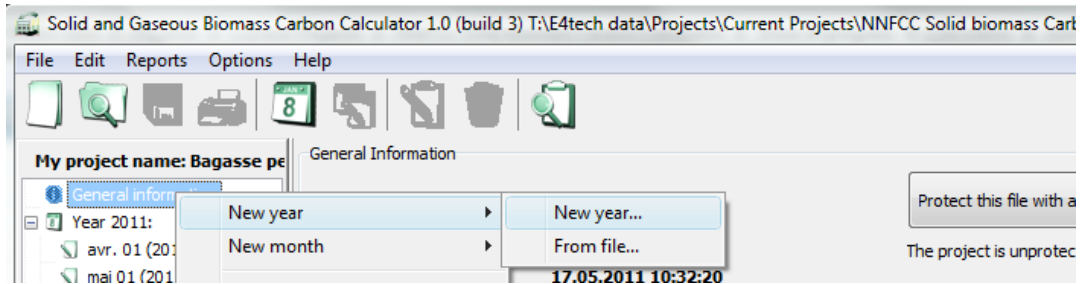 Solid and Gaseous Biomass Carbon Calculator 1.0 (build 3) T:\E4tech data\Projects\Current Projects\NNFCC Solid biomass Carb
File Edit Reports Options Help
JAN
8
My project name: Bagasse pe
General Information
General inform
Protect this file with a
New year
New year...
Year 2011:
avr. 01 (201
New month
From file...
The project is unprotec
mai 01 (201
17.05.2011 10:32:20